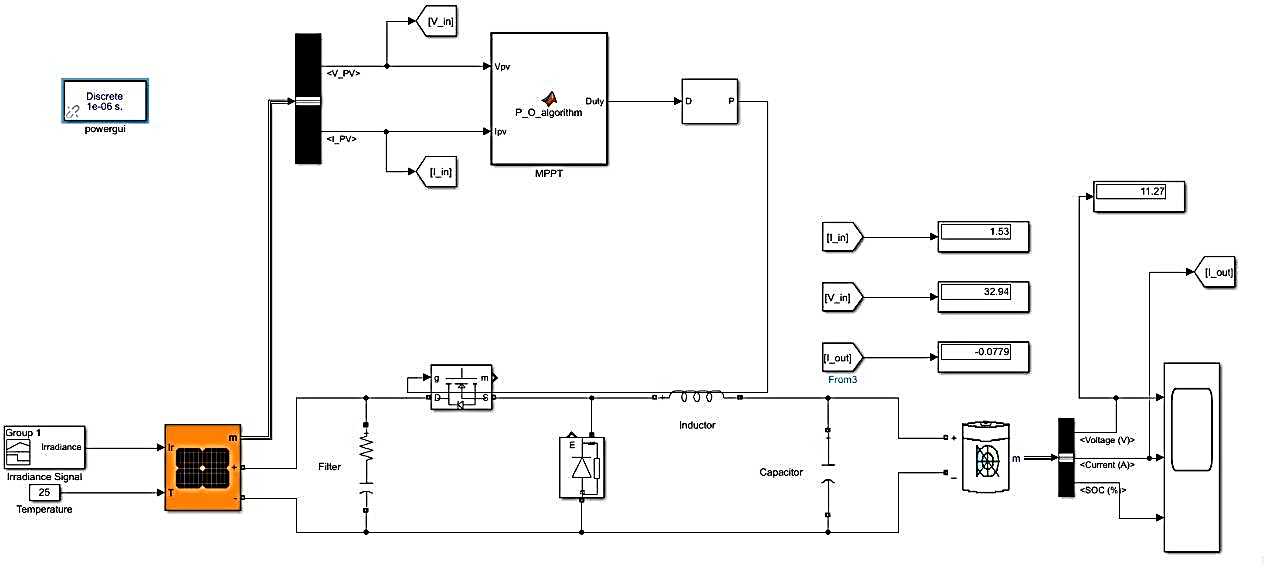 [V_in]
<V_PV>
Vpv
Discrete
1e-06 s.
powergui
P_O_algorithm
Duty
D
P
<I_PV>
Ipv
[I_in]
MPPT
11.27
[I_in]
1.53
[I_out]
[V_in]
32.94
[I_out]
-0.0779
From3
g
m
D
S
Inductor
Group 1
Irradiance
Irradiance Signal
Ir
m
+
T
-
25
Temperature
Filter
+
m
+
Capacitor
+
-
m
<Voltage (V)>
<Current (A)>
<SOC (%)>